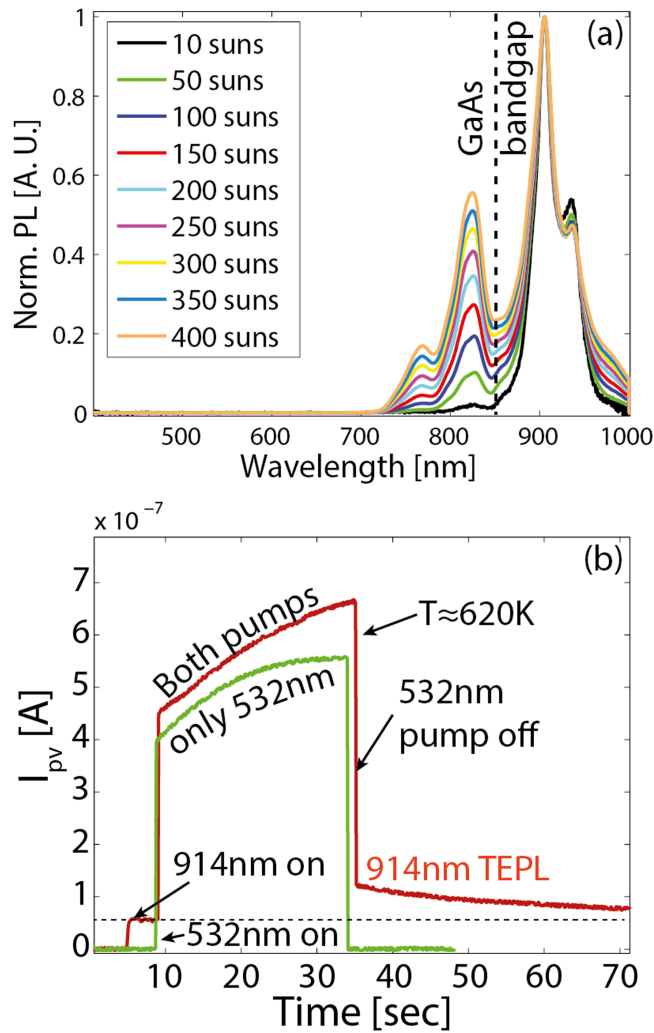 (a)
10 suns
50 suns
100 suns
150 suns
200 suns
250 suns
300 suns
350 suns
400 suns
GaAs
bandgap
Norm. PL [A. U.]
1
0.8
0.6
0.4
0.2
0
500 600 700 800 900 1000
Wavelength [nm]
x 10 −7
(b)
Both pumps
only 532nm
T≈620K
532nm
pump off
914nm on
914nm TEPL
532nm on
Ipv [A]
7
6
5
4
3
2
1
0
10 20 30 40 50 60 70
Time [sec]